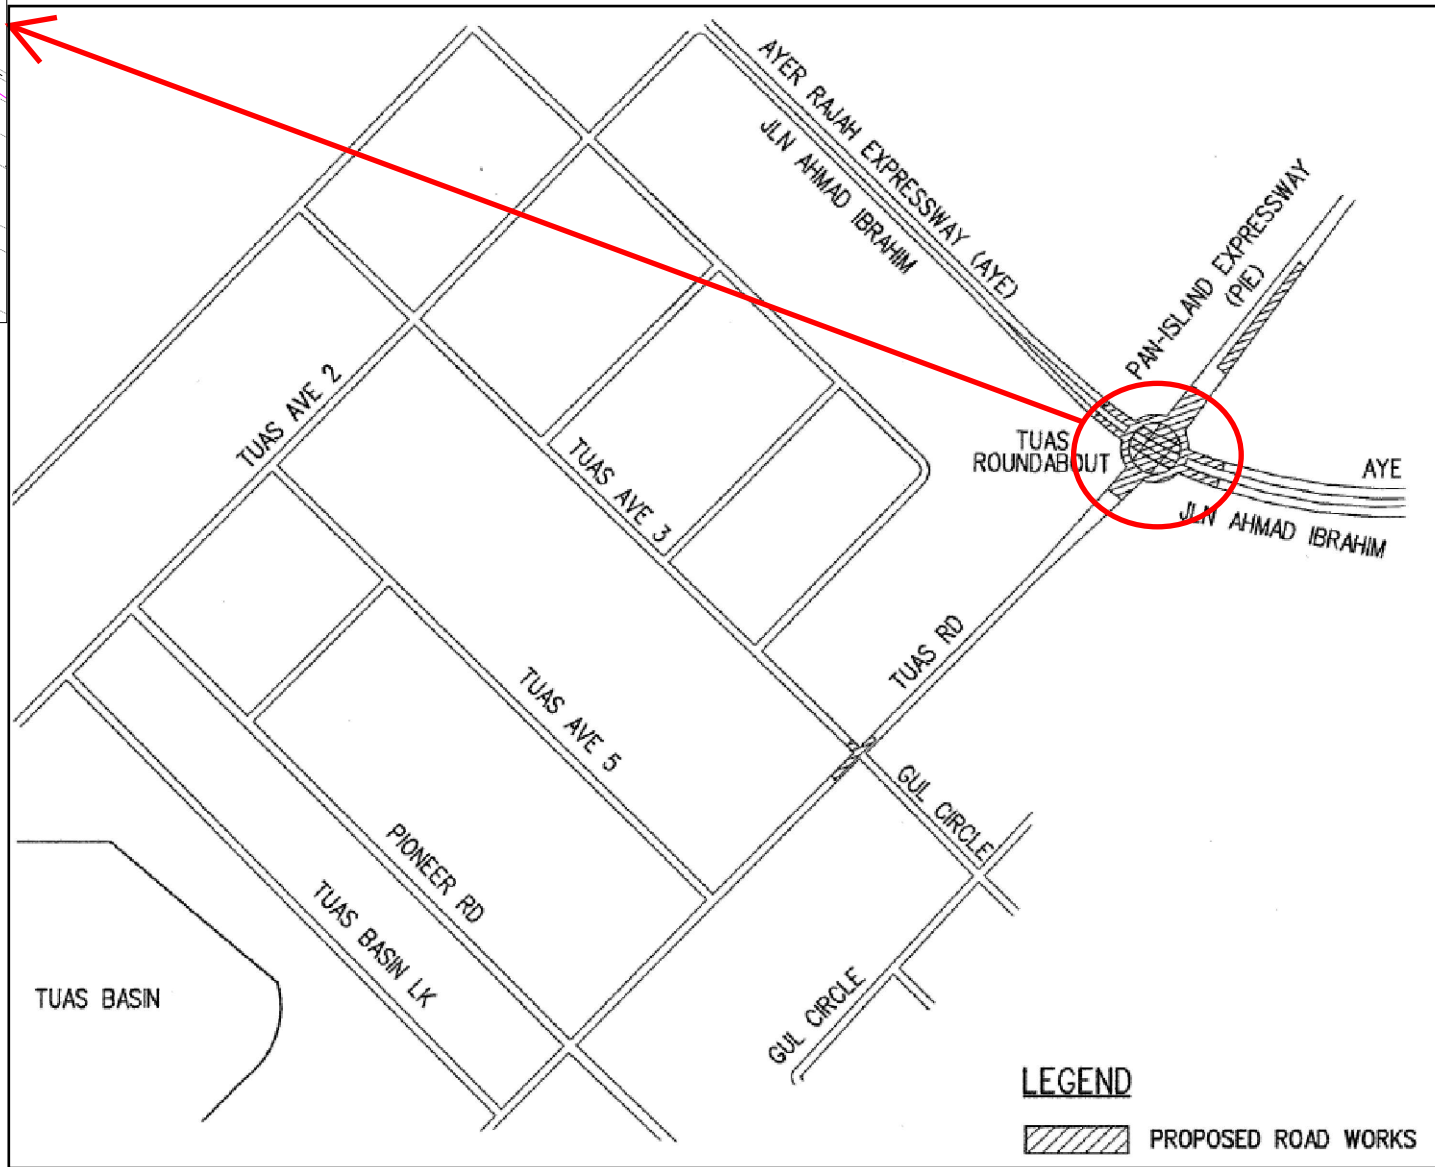 AYER RAJAH EXPRESSWAY (AYE)
JLN AHMAD IBRAHIM
PAN-ISLAND EXPRESSWAY
(PIE)
TUAS AVE 2
TUAS AVE 3
TUAS
ROUNDABOUT
AYE
JLN AHMAD IBRAHIM
TUAS RD
TUAS AVE 5
GUL CIRCLE
PIONEER RD
TUAS BASIN LK
TUAS BASIN
GUL CIRCLE
LEGEND
PROPOSED ROAD WORKS